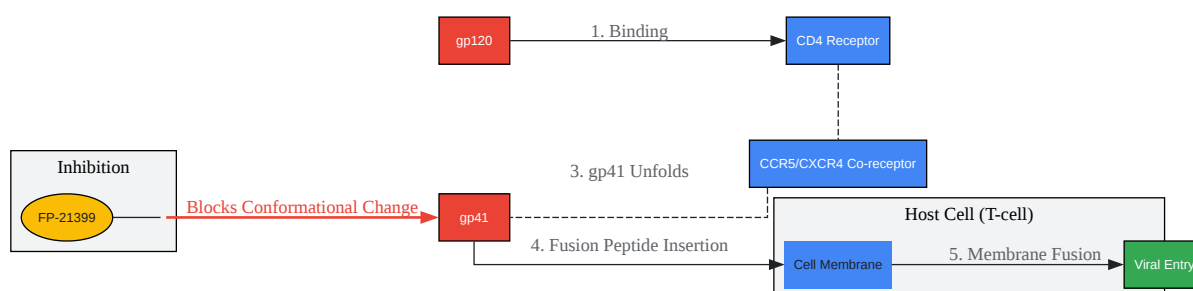 gp120
1. Binding
CD4 Receptor
Inhibition
CCR5/CXCR4 Co-receptor
3. gp41 Unfolds
FP-21399
Blocks Conformational Change
gp41
Host Cell (T-cell)
4. Fusion Peptide Insertion
Cell Membrane
5. Membrane Fusion
Viral Entry